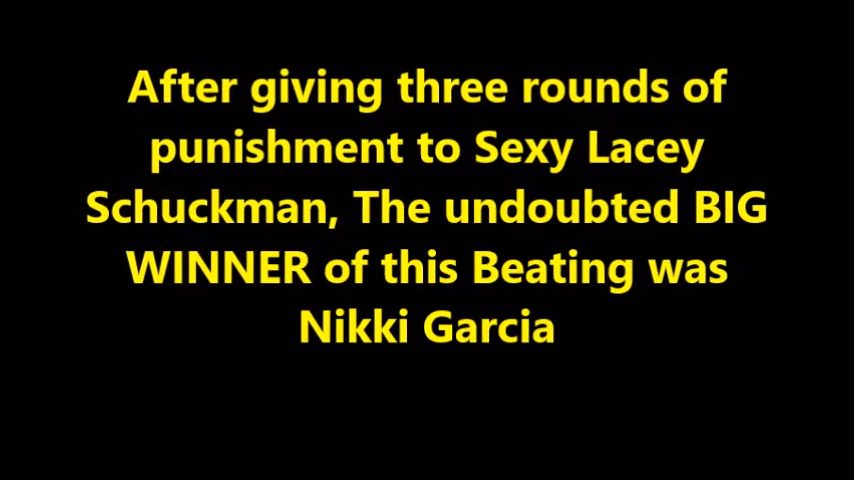 After giving three rounds of
punishment to Sexy Lacey
Schuckman, The undoubted BIG
WINNER of this Beating was
Nikki Garcia